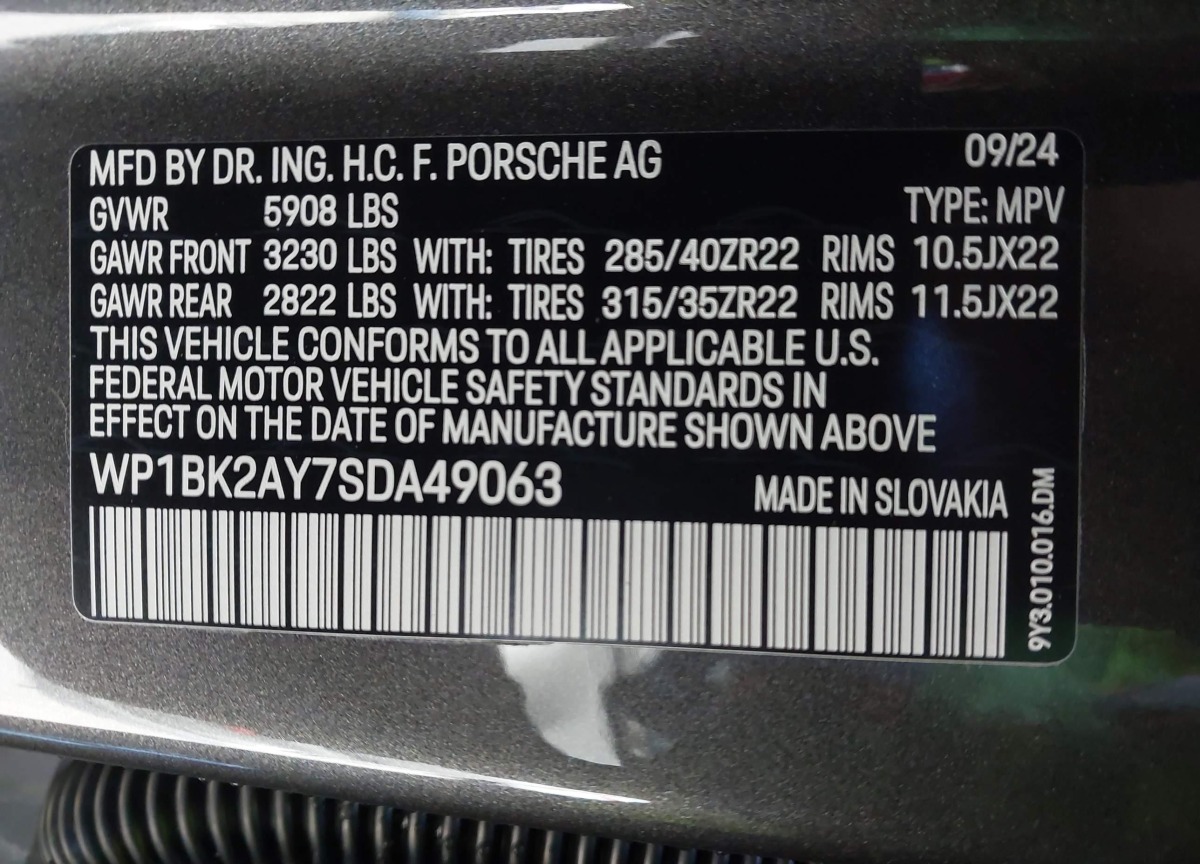 MFD BY DR. ING. H.C. F. PORSCHE AG 09/24
GVWR 5908 LBS TYPE: MPV
GAWR FRONT 3230 LBS WITH: TIRES 285/40ZR22 RIMS 10.5JX22
GAWR REAR 2822 LBS WITH: TIRES 315/35ZR22 RIMS 11.5JX22
THIS VEHICLE CONFORMS TO ALL APPLICABLE U.S.
FEDERAL MOTOR VEHICLE SAFETY STANDARDS IN
EFFECT ON THE DATE OF MANUFACTURE SHOWN ABOVE
WP1BK2AY7SDA49063 MADE IN SLOVAKIA
9Y3.010.016.DM